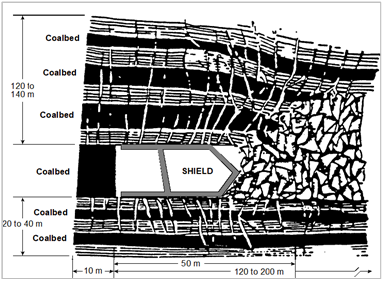 Coalbed
Coalbed
120 to
140 m
Coalbed
Coalbed
SHIELD
20 to 40 m
Coalbed
Coalbed
10 m
50 m
120 to 200 m